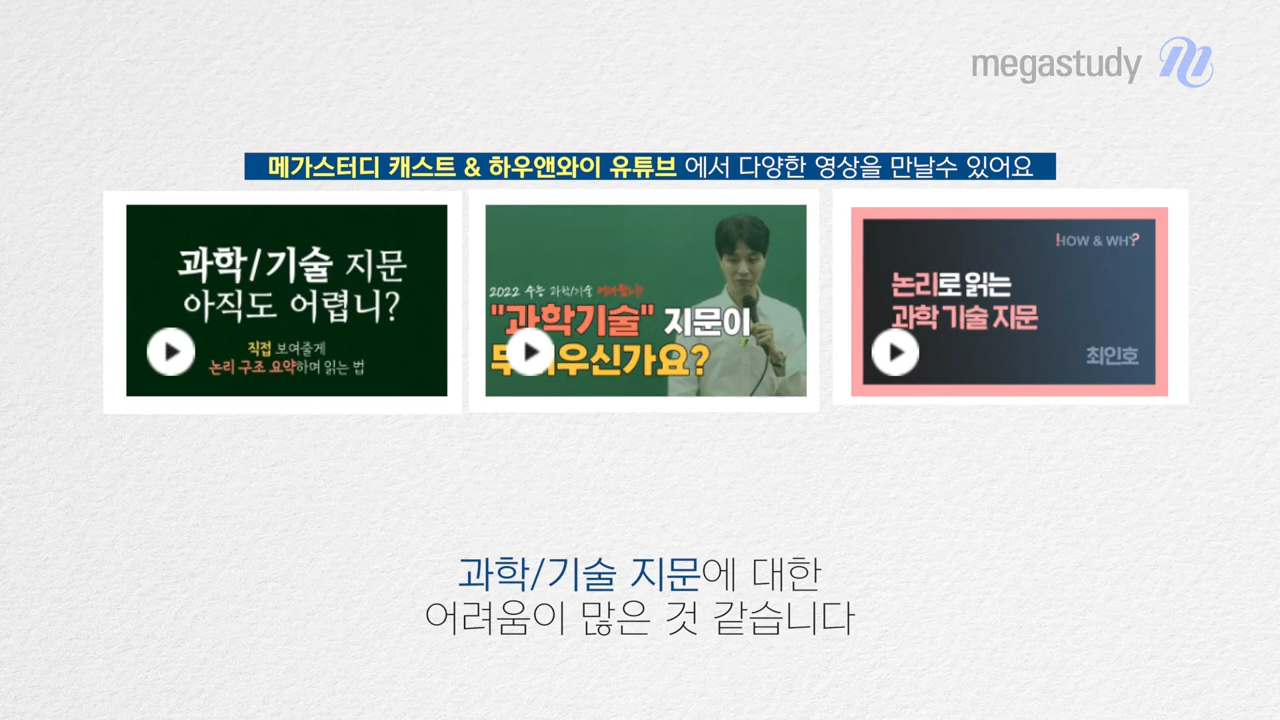 megastudy
메가스터디 캐스트 & 하우앤와이 유튜브 에서 다양한 영상을 만날수 있어요
과학/기술 지문
아직도 어렵니?
직접 보여줄게
논리 구조 요약하며 읽는 법
2022 수능 과학/기술
"과학기술" 지문이
HOW & WHY?
논리로 읽는
과학 기술 지문
최인호
과학/기술 지문에 대한
어려움이 많은 것 같습니다